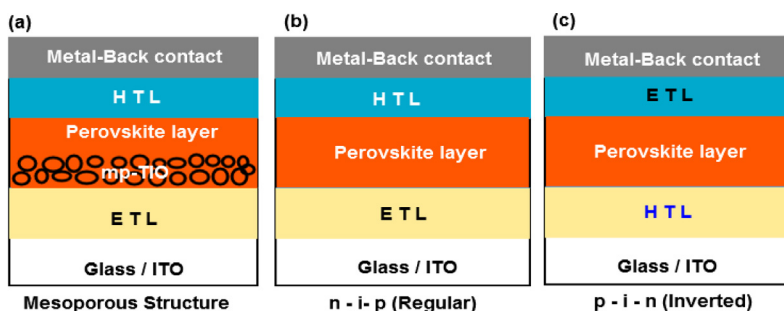 (a)
Metal-Back contact
H T L
Perovskite layer
mp-TiO
E T L
Glass / ITO
Mesoporous Structure
(b)
Metal-Back contact
H T L
Perovskite layer
E T L
Glass / ITO
n - i- p (Regular)
(c)
Metal-Back contact
E T L
Perovskite layer
H T L
Glass / ITO
p - i - n (Inverted)